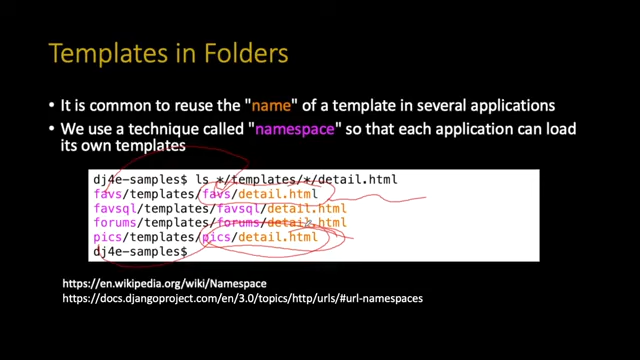 Templates in Folders
• It is common to reuse the "name" of a template in several applications
• We use a technique called "namespace" so that each application can load
its own templates
dj4e-samples$ ls */templates/*/detail.html
favs/templates/favs/detail.html
favsql/templates/favsql/detail.html
forums/templates/forums/detail.html
pics/templates/pics/detail.html
dj4e-samples$
https://en.wikipedia.org/wiki/Namespace
https://docs.djangoproject.com/en/3.0/topics/http/urls/#url-namespaces